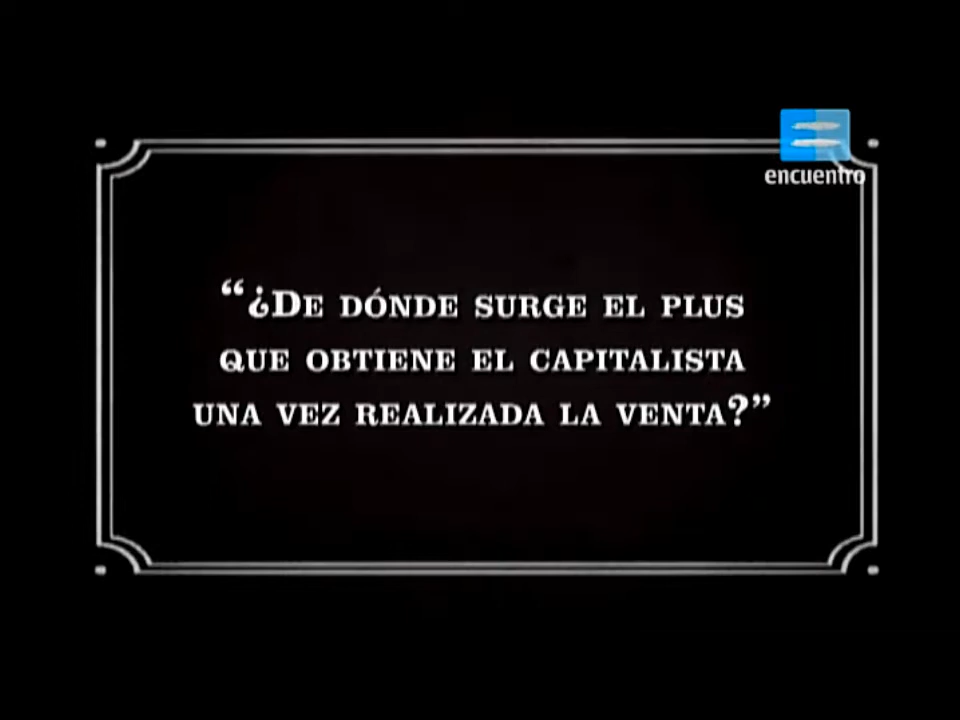 encuentro
“¿De dónde surge el plus
que obtiene el capitalista
una vez realizada la venta?”